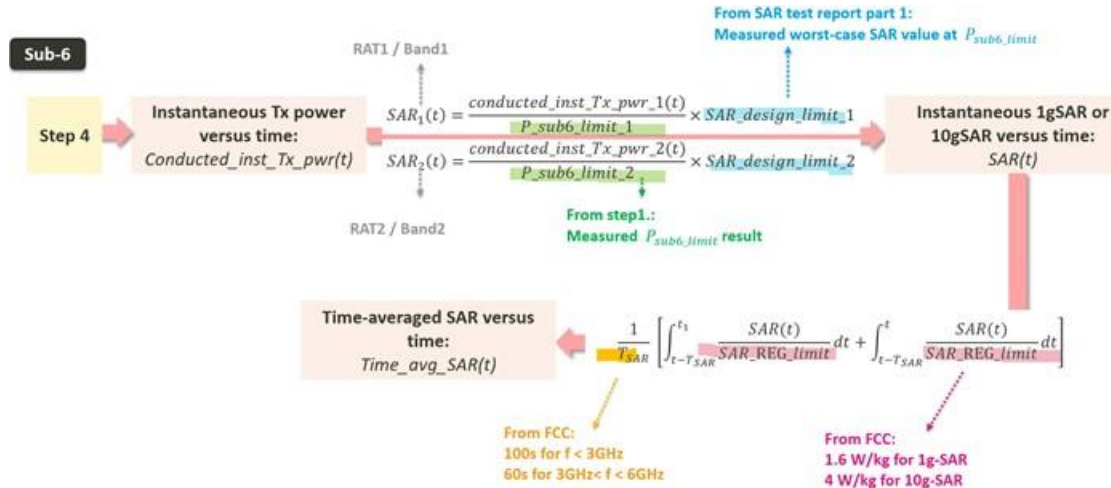 Sub-6
From SAR test report part 1:
Measured worst-case SAR value at P_sub6_limit
RAT1 / Band1
Step 4
Instantaneous Tx power
versus time:
Conducted_inst_Tx_pwr(t)
SAR₁(t) = conducted_inst_Tx_pwr_1(t) / P_sub6_limit_1 × SAR_design_limit_1
SAR₂(t) = conducted_inst_Tx_pwr_2(t) / P_sub6_limit_2 × SAR_design_limit_2
Instantaneous 1gSAR or
10gSAR versus time:
SAR(t)
RAT2 / Band2
From step1.:
Measured P_sub6_limit result
Time-averaged SAR versus
time:
Time_avg_SAR(t)
1/T_SAR [∫_{t−T_SAR}^{t₁} SAR(t)/SAR_REG_limit dt + ∫_{t−T_SAR}^{t} SAR(t)/SAR_REG_limit dt]
From FCC:
100s for f < 3GHz
60s for 3GHz< f < 6GHz
From FCC:
1.6 W/kg for 1g-SAR
4 W/kg for 10g-SAR